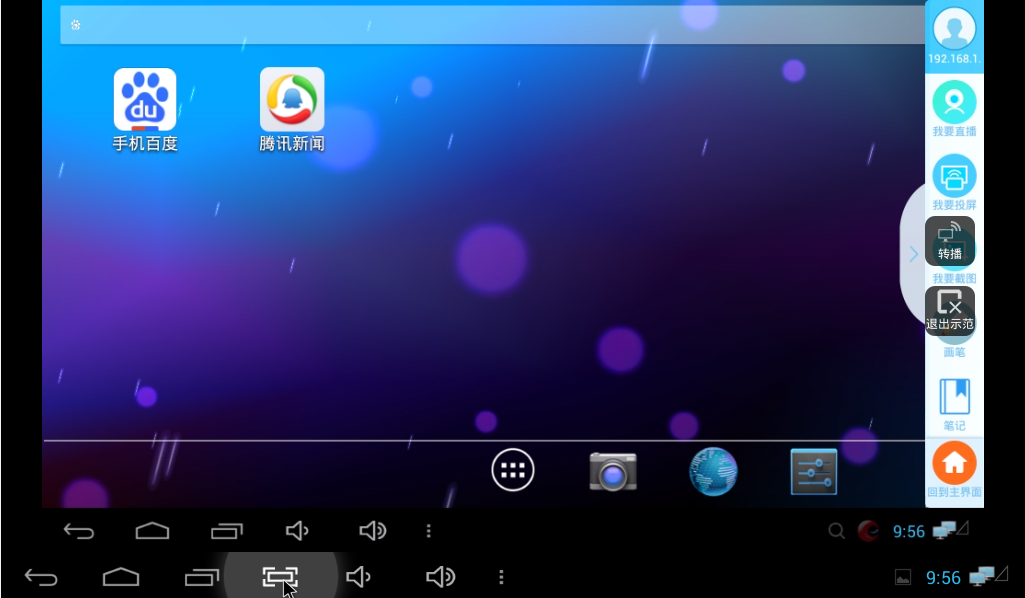 du
手机百度
腾讯新闻
192.168.1.
我要直播
我要投屏
转播
我要截图
退出示范
画笔
笔记
回到主界面
9:56
9:56